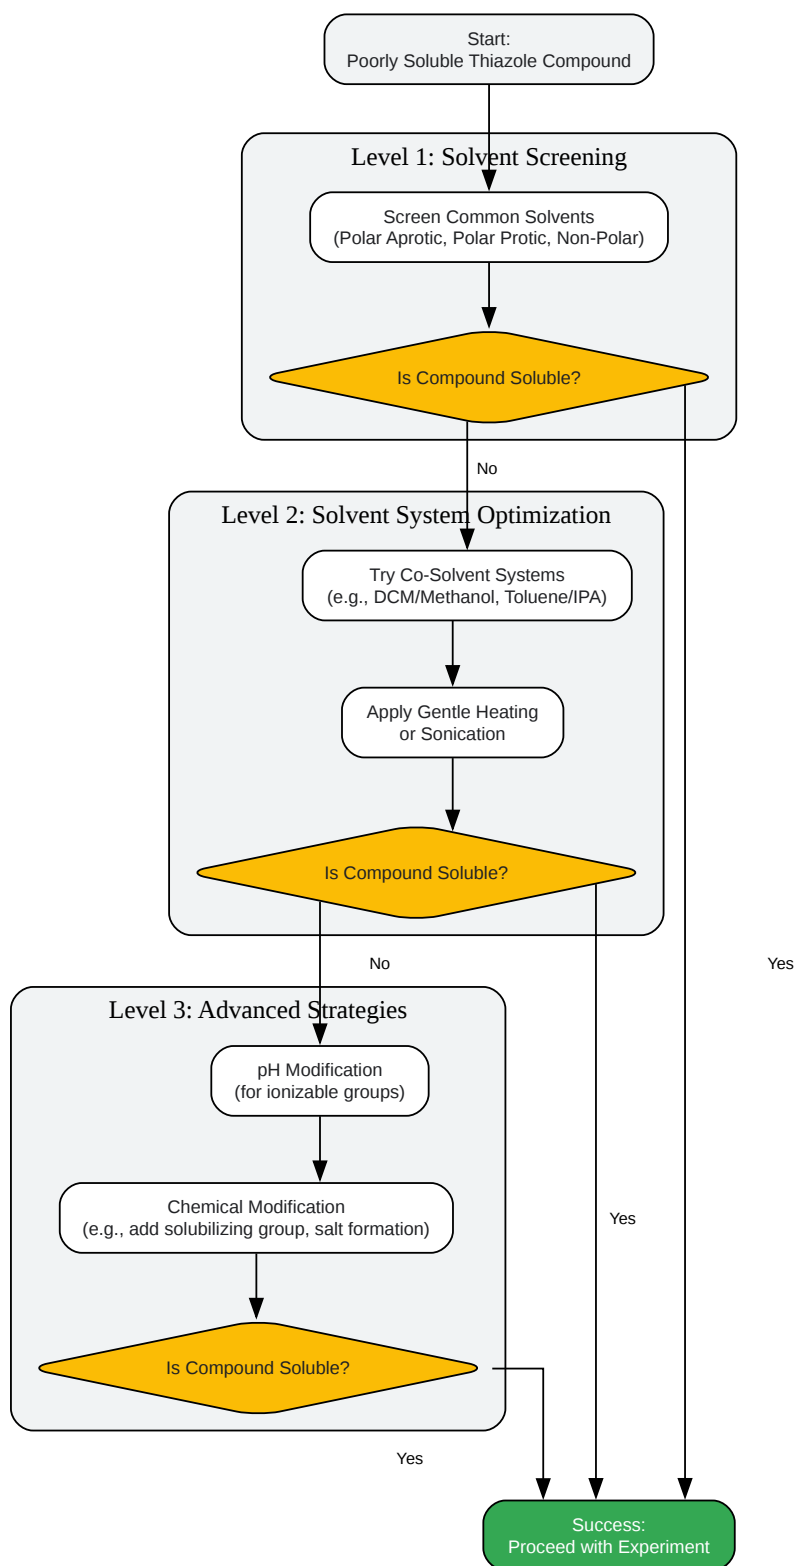 Start:
Poorly Soluble Thiazole Compound
Level 1: Solvent Screening
Screen Common Solvents
(Polar Aprotic, Polar Protic, Non-Polar)
Is Compound Soluble?
No
Level 2: Solvent System Optimization
Try Co-Solvent Systems
(e.g., DCM/Methanol, Toluene/IPA)
Apply Gentle Heating
or Sonication
Is Compound Soluble?
No
Yes
Level 3: Advanced Strategies
pH Modification
(for ionizable groups)
Chemical Modification
(e.g., add solubilizing group, salt formation)
Yes
Is Compound Soluble?
Yes
Success:
Proceed with Experiment